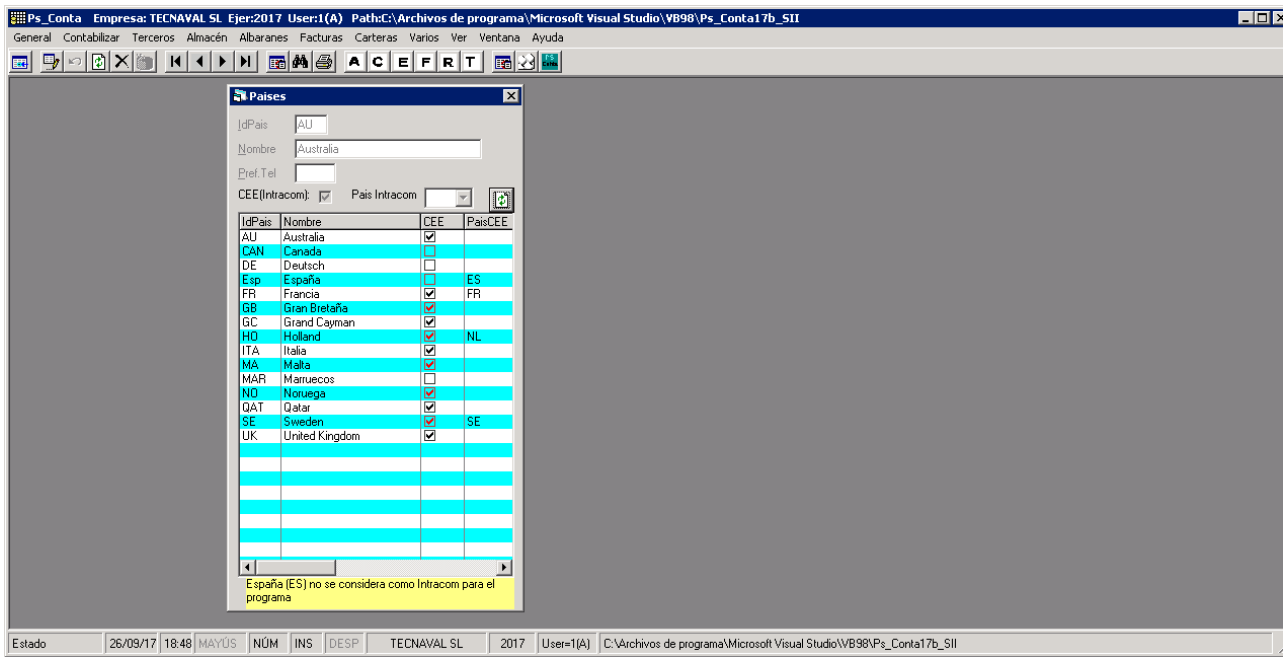 Ps_Conta Empresa: TECNAVAL SL Ejer:2017 User:1(A) Path:C:\Archivos de programa\Microsoft Visual Studio\VB98\Ps_Conta17b_SII
General Contabilizar Terceros Almacén Albaranes Facturas Carteras Varios Ver Ventana Ayuda
A C E F R T
Paises
IdPais AU
Nombre Australia
Pref.Tel
CEE(Intracom): Pais Intracom
IdPais Nombre CEE PaisCEE
AU Australia
CAN Canada
DE Deutsch
Esp España ES
FR Francia FR
GB Gran Bretaña
GC Grand Cayman
HO Holland NL
ITA Italia
MA Malta
MAR Marruecos
NO Noruega
QAT Qatar
SE Sweden SE
UK United Kingdom
España (ES) no se considera como Intracom para el
programa
Estado 26/09/17 18:48 MAYÚS NÚM INS DESP TECNAVAL SL 2017 User=1(A) C:\Archivos de programa\Microsoft Visual Studio\VB98\Ps_Conta17b_SII